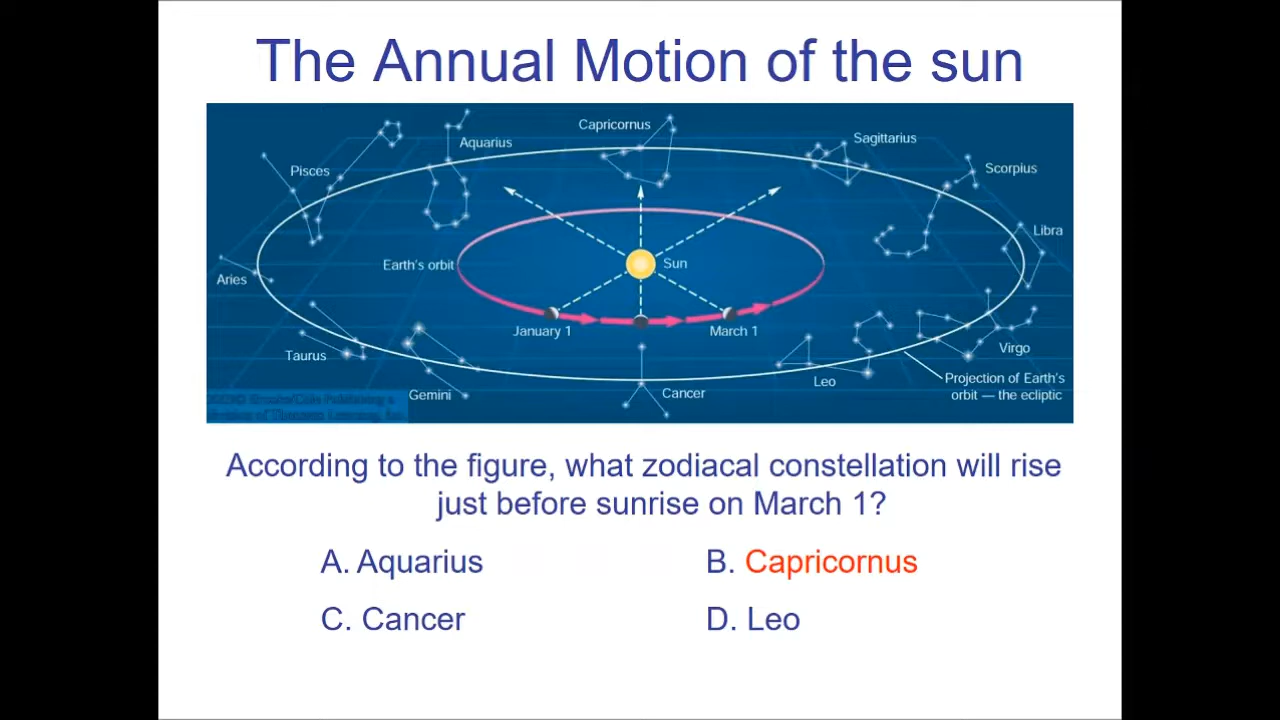 The Annual Motion of the sun
Capricornus
Aquarius
Sagittarius
Pisces
Scorpius
Libra
Earth's orbit
Sun
Aries
January 1
March 1
Taurus
Virgo
Leo
Projection of Earth's
orbit — the ecliptic
Gemini
Cancer
According to the figure, what zodiacal constellation will rise
just before sunrise on March 1?
A. Aquarius
B. Capricornus
C. Cancer
D. Leo